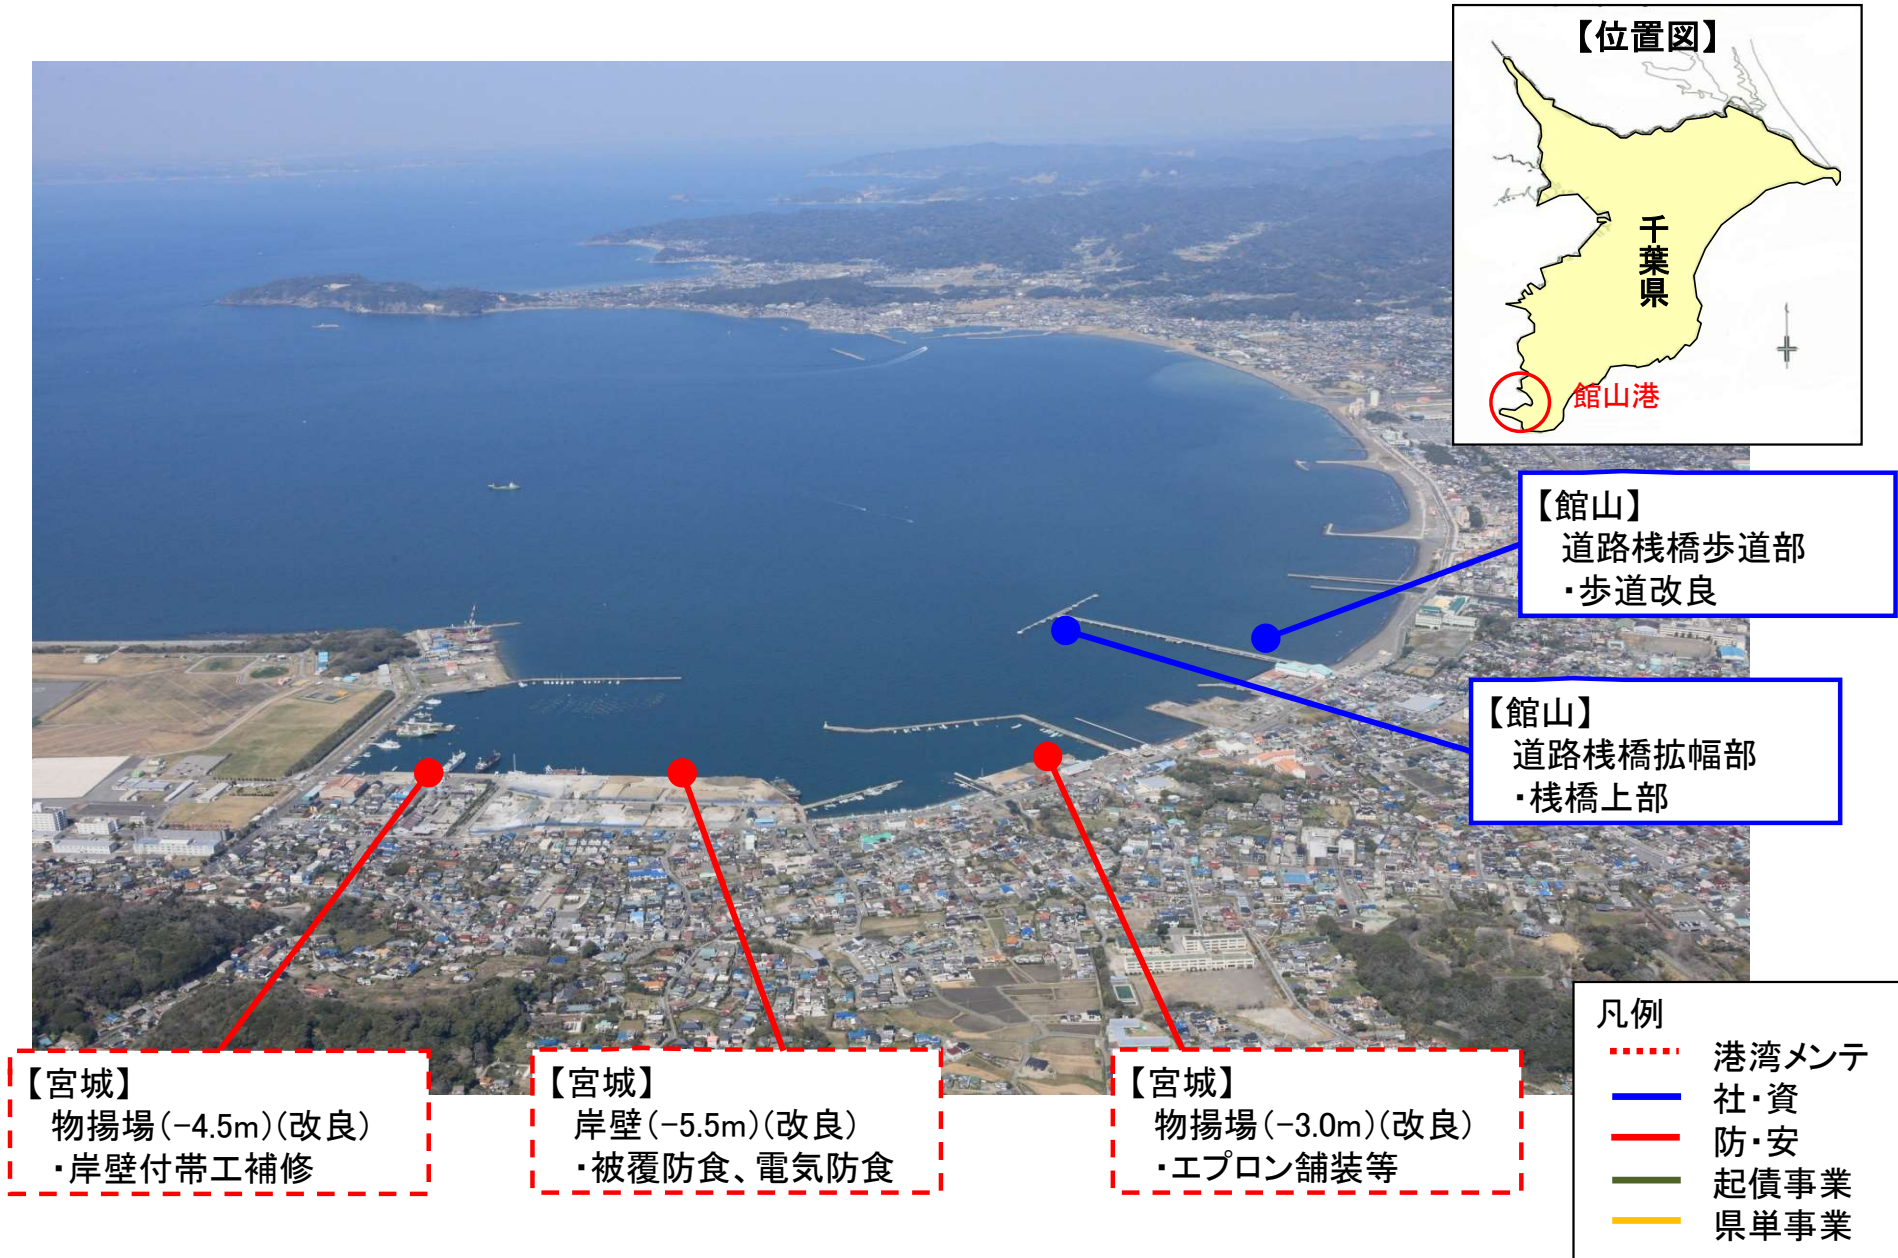 【位置図】
千葉県
館山港
【館山】
道路桟橋歩道部
・歩道改良
【館山】
道路桟橋拡幅部
・桟橋上部
【宮城】
物揚場(-4.5m)(改良)
・岸壁付帯工補修
【宮城】
岸壁(-5.5m)(改良)
・被覆防食、電気防食
【宮城】
物揚場(-3.0m)(改良)
・エプロン舗装等
凡例
港湾メンテ
社・資
防・安
起債事業
県単事業